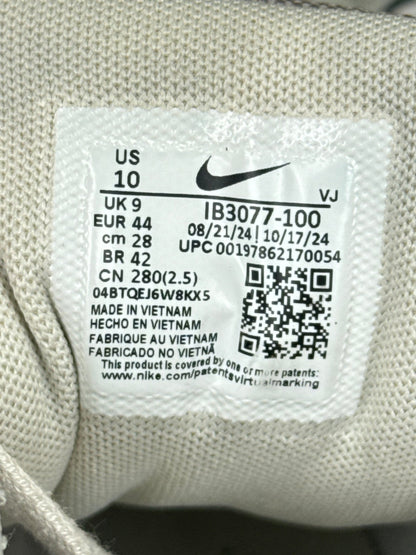 US
10
VJ
UK 9
IB3077-100
EUR 44
08/21/24 | 10/17/24
cm 28
UPC 00197862170054
BR 42
CN 280(2.5)
04BTQEJ6W8KX5
MADE IN VIETNAM
HECHO EN VIETNAM
FABRIQUE AU VIETNAM
FABRICADO NO VIETNÃ
This product is covered by one or more patents
www.nike.com/patentsvirtualmarking